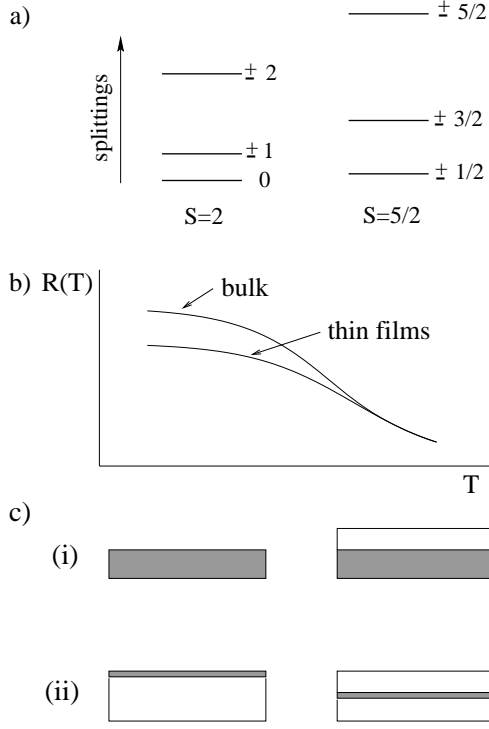 a)
splittings
± 5/2
± 2
± 3/2
± 1
± 1/2
0
S=2
S=5/2
b) R(T)
bulk
thin films
T
c)
(i)
(ii)